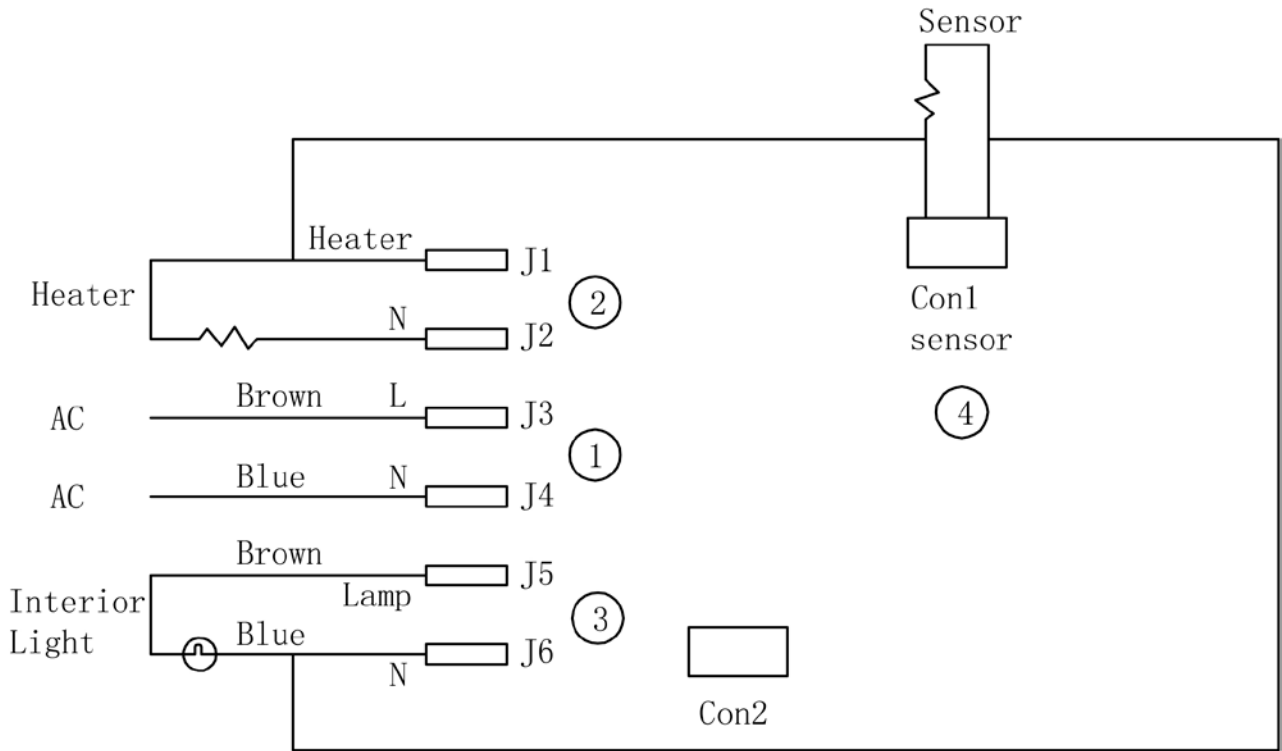 Sensor
Heater
J1
Heater
2
N
J2
Con1
sensor
Brown
L
J3
AC
4
1
Blue
N
J4
AC
Brown
J5
Lamp
Interior
Light
3
Blue
J6
N
Con2